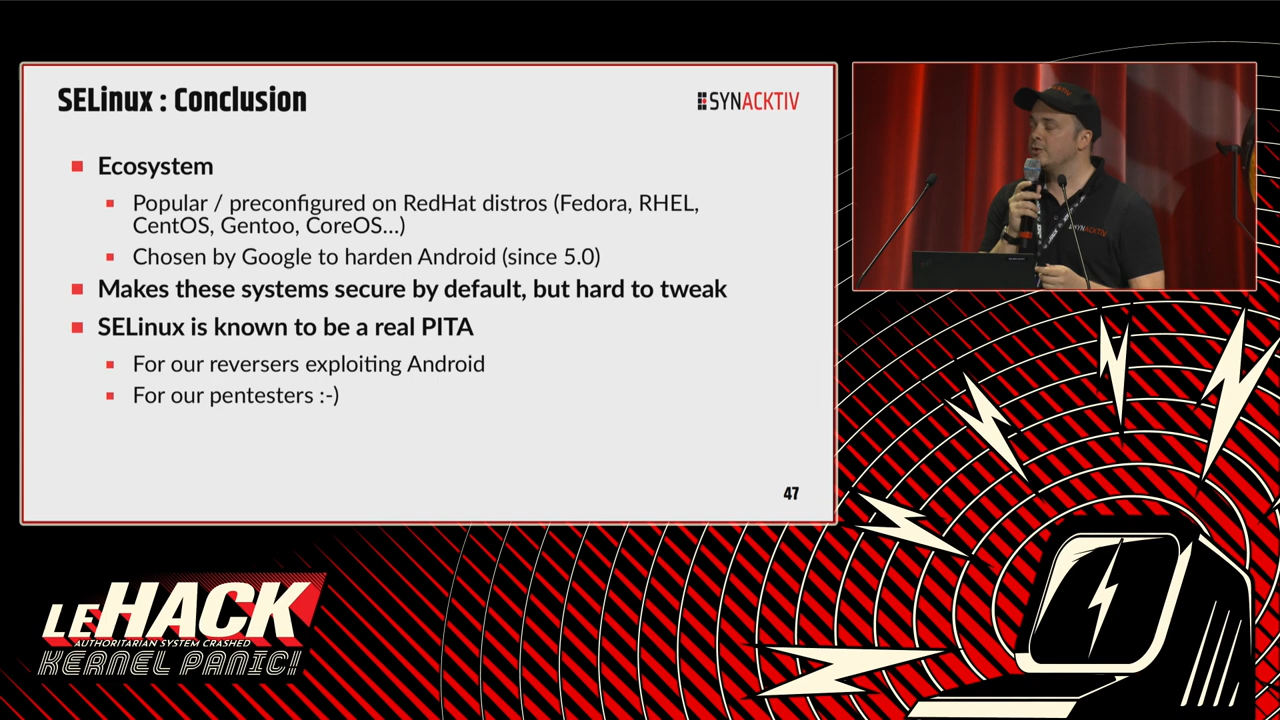 SELinux : Conclusion
SYNACKTIV
Ecosystem
Popular / preconfigured on RedHat distros (Fedora, RHEL,
CentOS, Gentoo, CoreOS...)
Chosen by Google to harden Android (since 5.0)
Makes these systems secure by default, but hard to tweak
SELinux is known to be a real PITA
For our reversers exploiting Android
For our pentesters :-)
47
SYNACKTIV
LEHACK
AUTHORITARIAN SYSTEM CRASHED
KERNEL PANIC!